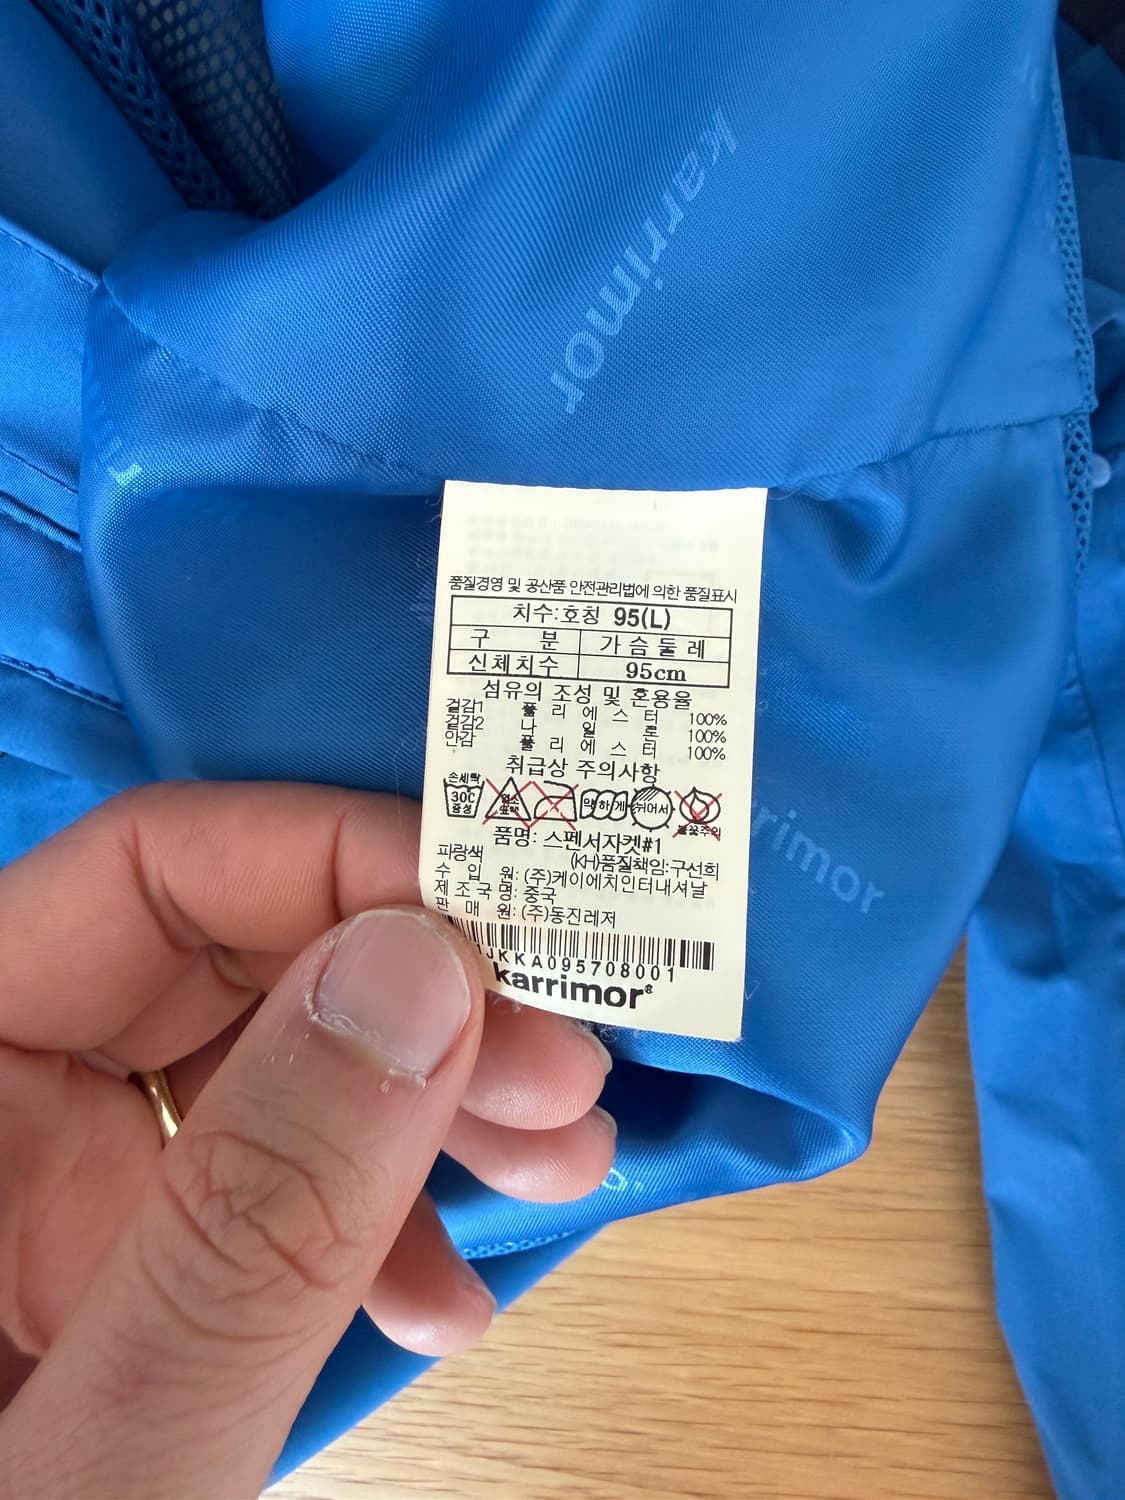 karrimor
품질경영 및 공산품 안전관리법에 의한 품질표시
치수:호칭 95(L)
구 분 가슴둘레
신체치수 95cm
섬유의 조성 및 혼용율
겉감1 폴리에스터 100%
겉감2 나일론 100%
안감 폴리에스터 100%
취급상 주의사항
손세탁
30C
중성
염소
표백
약하게
뉘어서
불꽃주의
품명: 스펜서자켓#1
파랑색 (KH)품질책임:구선희
수 입 원: (주)케이에치인터내셔날
제조국명: 중국
판 매 원: (주)동진레저
1JKKA095708001
karrimor®
rimor